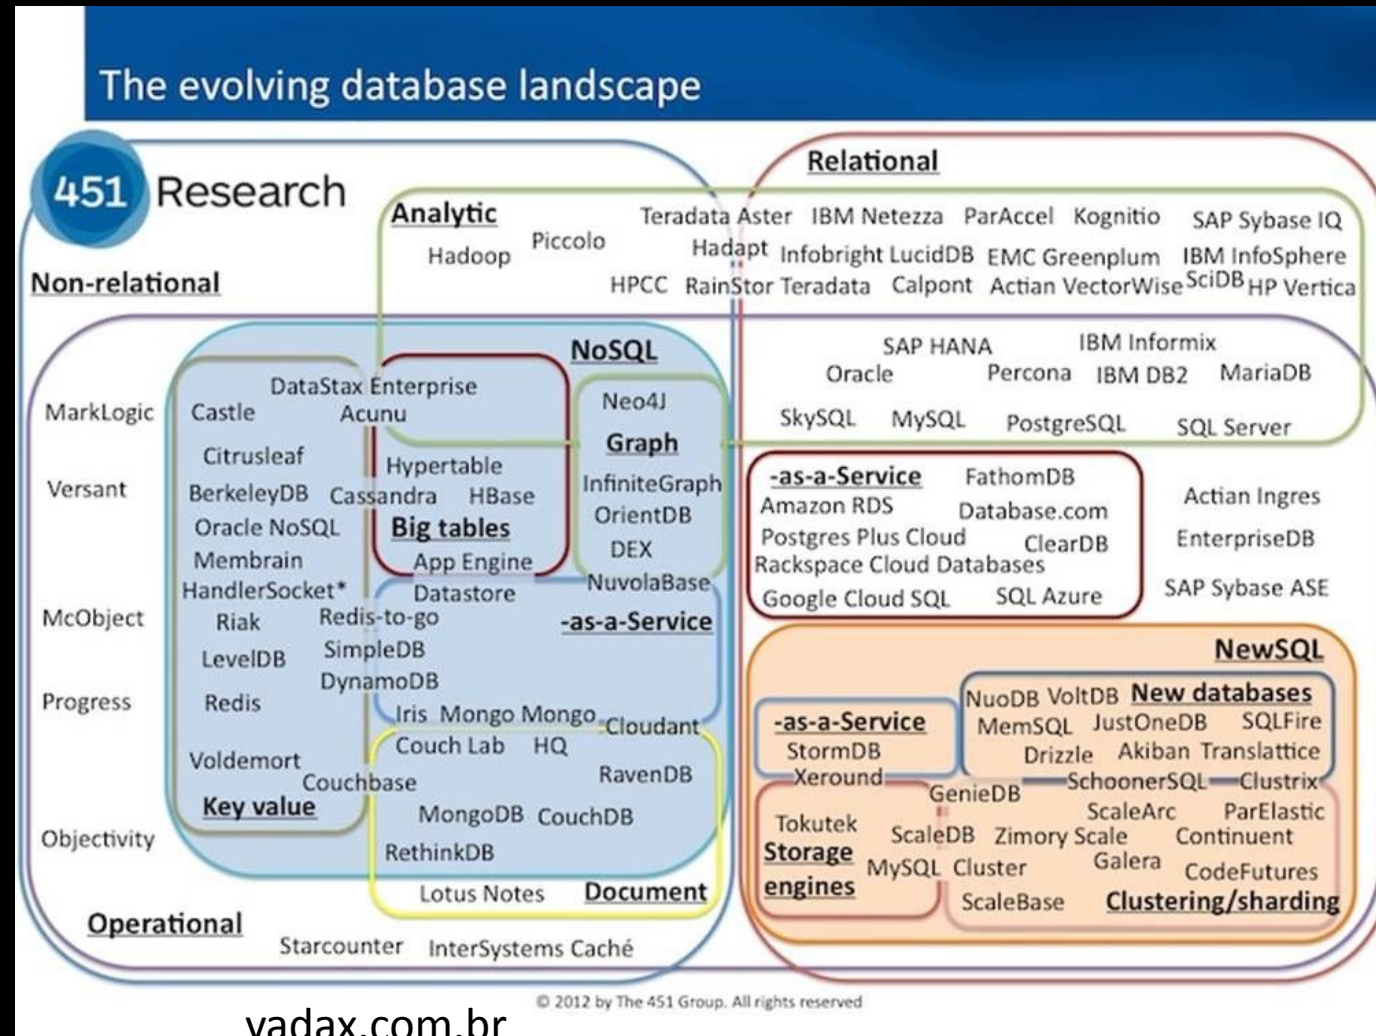 The evolving database landscape
451 Research
Relational
Analytic
Teradata Aster IBM Netezza ParAccel Kognitio SAP Sybase IQ
Hadoop Piccolo Hadapt Infobright LucidDB EMC Greenplum IBM InfoSphere
Non-relational
HPCC RainStor Teradata Calpont Actian VectorWise SciDB HP Vertica
NoSQL
SAP HANA IBM Informix
Oracle Percona IBM DB2 MariaDB
SkySQL MySQL PostgreSQL SQL Server
DataStax Enterprise
MarkLogic Castle Acunu Neo4J
Citrusleaf Hypertable Graph
Versant BerkeleyDB Cassandra HBase InfiniteGraph
Oracle NoSQL Big tables OrientDB
Membrain App Engine DEX
HandlerSocket* Datastore NuvolaBase
McObject Riak Redis-to-go -as-a-Service
LevelDB SimpleDB
DynamoDB
Progress Redis Iris Mongo Mongo Cloudant
Couch Lab HQ
Voldemort Couchbase RavenDB
Key value MongoDB CouchDB
Objectivity RethinkDB
Lotus Notes Document
Operational
Starcounter InterSystems Caché
-as-a-Service FathomDB
Amazon RDS Database.com
Postgres Plus Cloud ClearDB
Rackspace Cloud Databases
Google Cloud SQL SQL Azure
Actian Ingres
EnterpriseDB
SAP Sybase ASE
NewSQL
NuoDB VoltDB New databases
-as-a-Service MemSQL JustOneDB SQLFire
StormDB Drizzle Akiban Translattice
Xeround GenieDB SchoonerSQL Clustrix
ScaleArc ParElastic
Tokutek ScaleDB Zimory Scale Continuent
Storage MySQL Cluster Galera CodeFutures
engines ScaleBase Clustering/sharding
© 2012 by The 451 Group. All rights reserved
vadax.com.br